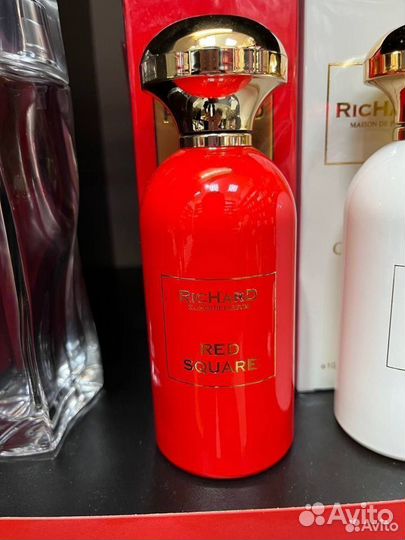 RicHarD
RED
SQUARE
RicHA
MAISON DE
Avito